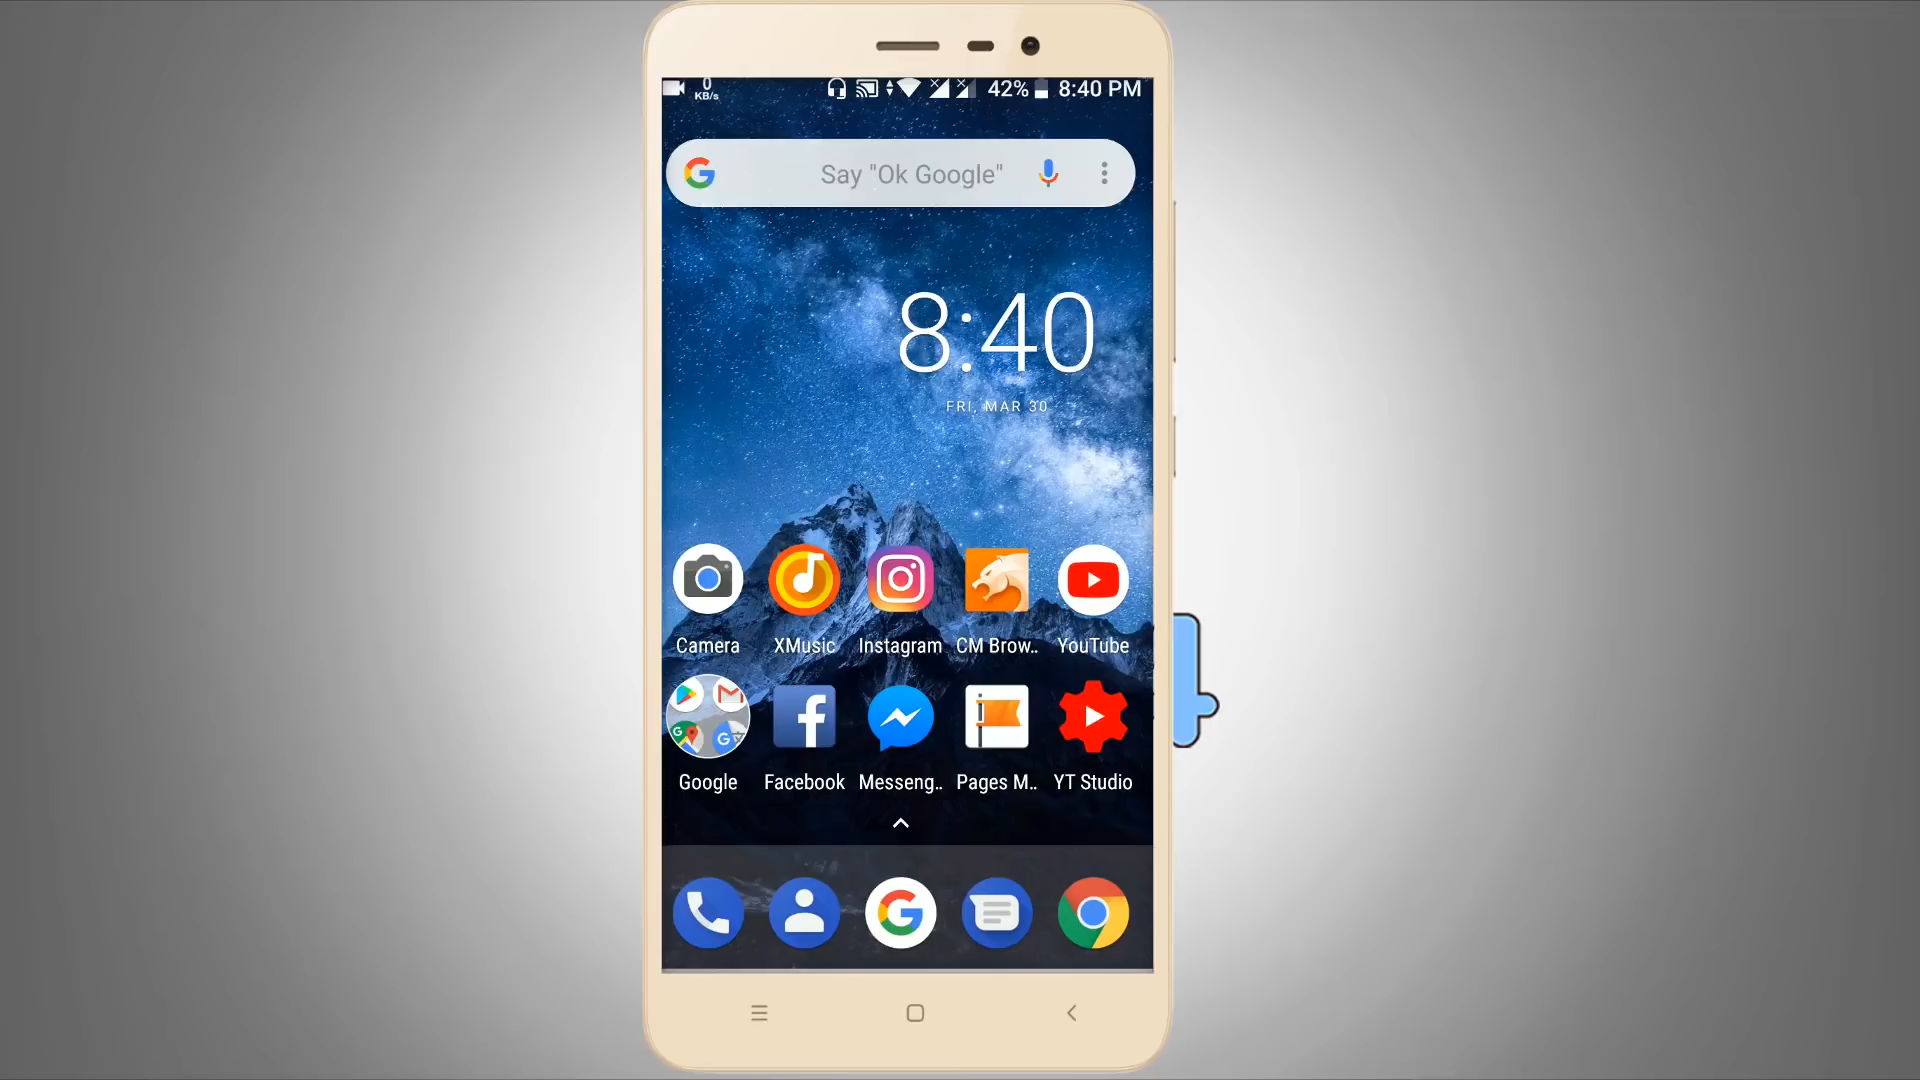 0
KB/s
42%
8:40 PM
Say "Ok Google"
8:40
FRI, MAR 30
Camera
XMusic
Instagram
CM Brow..
YouTube
Google
Facebook
Messeng..
Pages M..
YT Studio